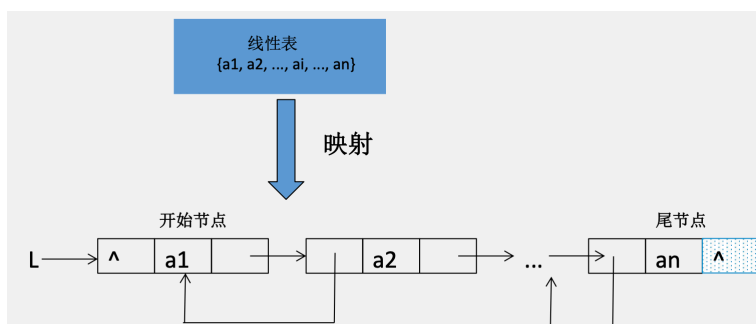 线性表
{a1, a2, ..., ai, ..., an}
映射
开始节点
尾节点
L ^ a1 a2 ... an ^